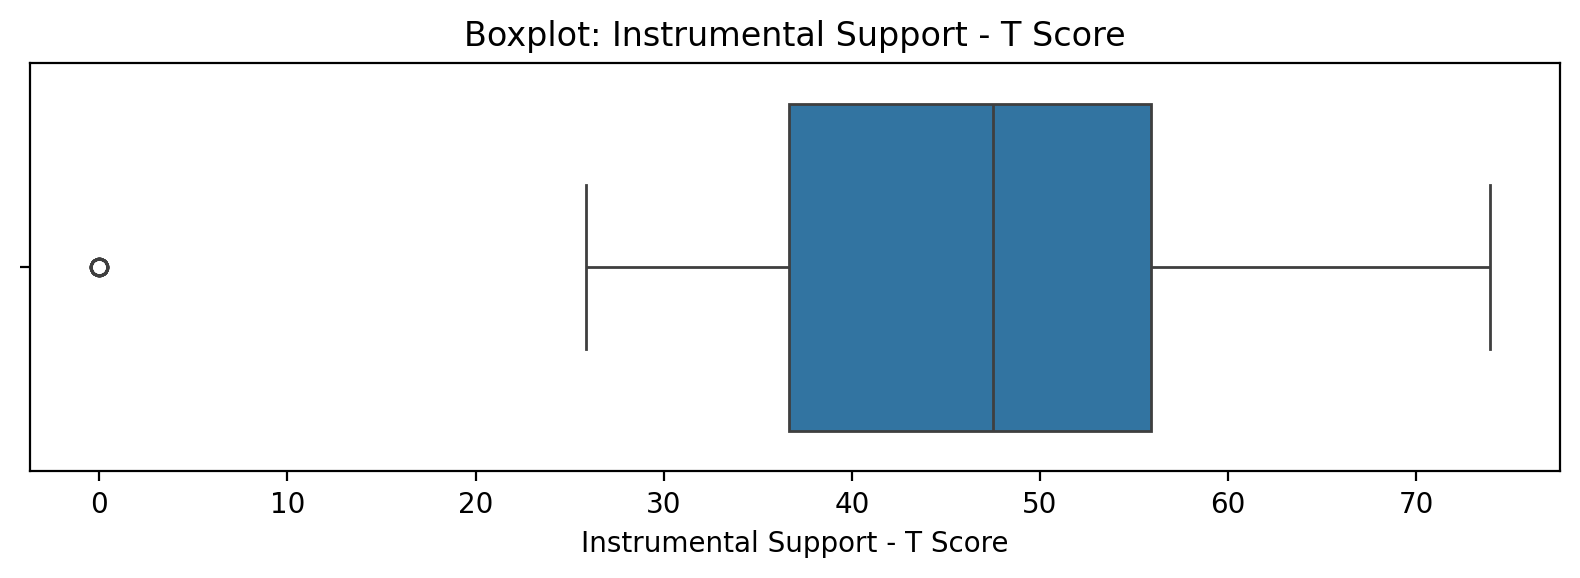 Boxplot: Instrumental Support - T Score
0 10 20 30 40 50 60 70
Instrumental Support - T Score